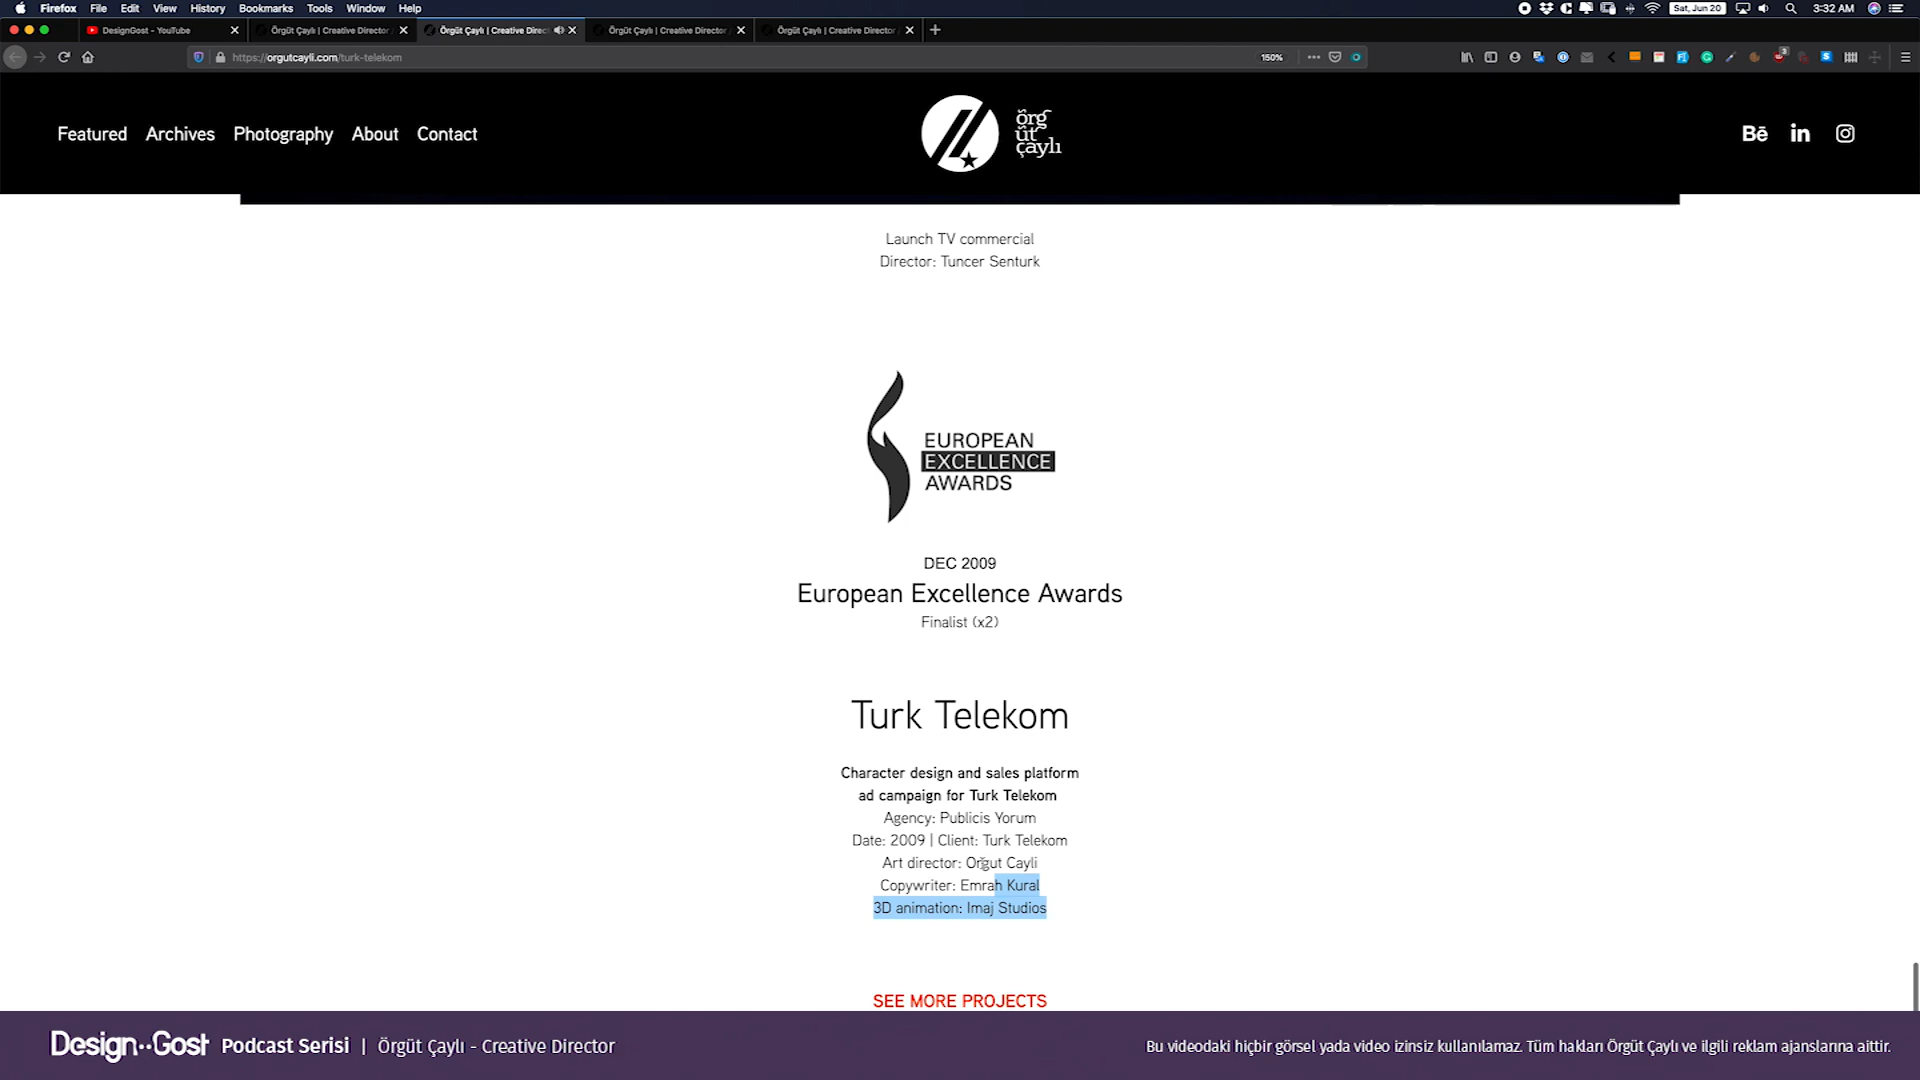 Firefox File Edit View History Bookmarks Tools Window Help
Sat, Jun 20 3:32 AM
DesignGost - YouTube
Örgüt Çaylı | Creative Director
Örgüt Çaylı | Creative Direc
Örgüt Çaylı | Creative Director
Örgüt Çaylı | Creative Director
https://orgutcayli.com/turk-telekom
150%
Featured Archives Photography About Contact
örg
üt
çaylı
Bē in
Launch TV commercial
Director: Tuncer Senturk
EUROPEAN
EXCELLENCE
AWARDS
DEC 2009
European Excellence Awards
Finalist (x2)
Turk Telekom
Character design and sales platform
ad campaign for Turk Telekom
Agency: Publicis Yorum
Date: 2009 | Client: Turk Telekom
Art director: Orgut Cayli
Copywriter: Emrah Kural
3D animation: Imaj Studios
SEE MORE PROJECTS
Design··Gost Podcast Serisi | Örgüt Çaylı - Creative Director
Bu videodaki hiçbir görsel yada video izinsiz kullanılamaz. Tüm hakları Örgüt Çaylı ve ilgili reklam ajanslarına aittir.